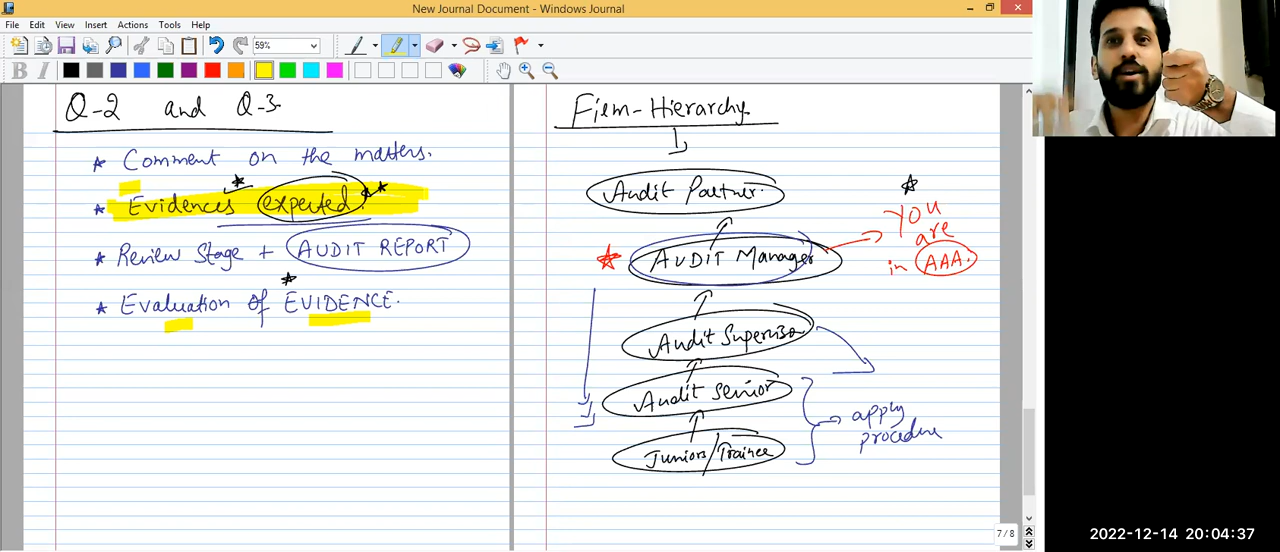 New Journal Document - Windows Journal
File Edit View Insert Actions Tools Help
59%
B I
Q-2 and Q-3
Comment on the matters.
Evidences expected.
Review Stage + AUDIT REPORT
Evaluation of EVIDENCE.
Firm-Hierarchy
Audit Partner.
AUDIT Manager
YOU
are
in AAA.
Audit Supervisor
Audit Senior
Juniors/Trainee
apply
procedure
7 / 8
2022-12-14 20:04:37